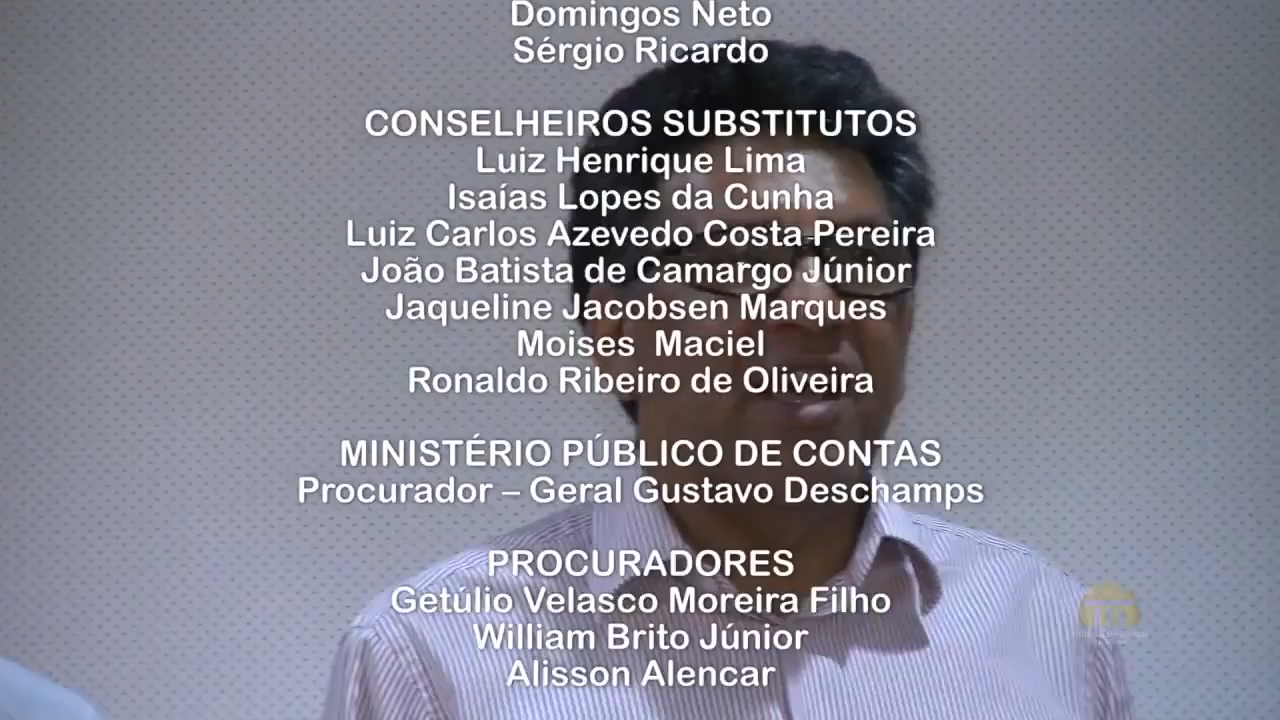 Domingos Neto
Sérgio Ricardo
CONSELHEIROS SUBSTITUTOS
Luiz Henrique Lima
Isaías Lopes da Cunha
Luiz Carlos Azevedo Costa Pereira
João Batista de Camargo Júnior
Jaqueline Jacobsen Marques
Moises  Maciel
Ronaldo Ribeiro de Oliveira
MINISTÉRIO PÚBLICO DE CONTAS
Procurador – Geral Gustavo Deschamps
PROCURADORES
Getúlio Velasco Moreira Filho
William Brito Júnior
Alisson Alencar